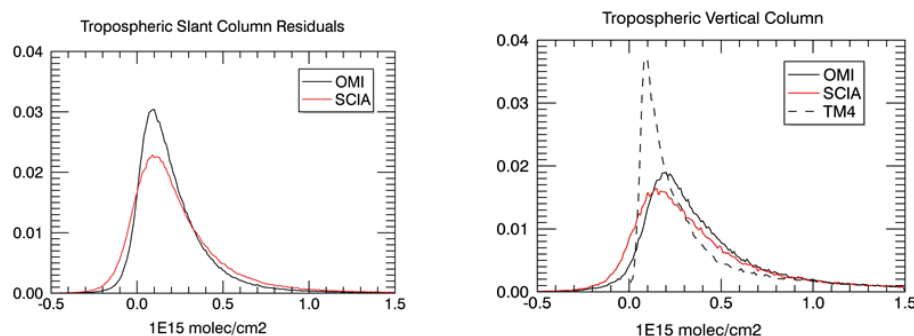 Tropospheric Slant Column Residuals
0.04
0.03
0.02
0.01
0.00
OMI
SCIA
-0.5 0.0 0.5 1.0 1.5
1E15 molec/cm2
Tropospheric Vertical Column
0.04
0.03
0.02
0.01
0.00
OMI
SCIA
TM4
-0.5 0.0 0.5 1.0 1.5
1E15 molec/cm2